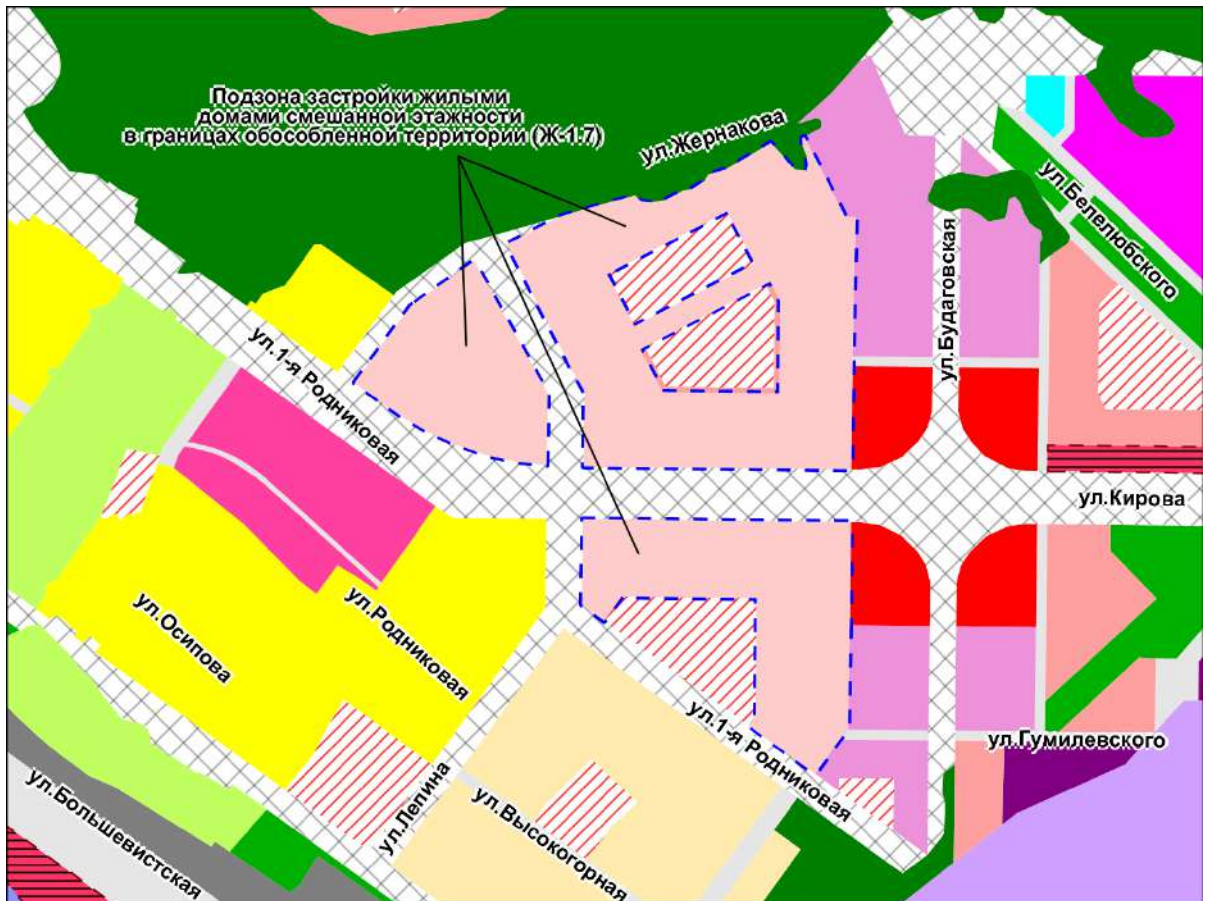 Подзона застройки жилыми
домами смешанной этажности
в границах обособленной территории (Ж-1.7)
ул.Жернакова
ул.Белелюбского
ул.Будаговская
ул.1-я Родниковая
ул.Кирова
ул.Родниковая
ул.Осипова
ул.1-я Родниковая
ул.Гумилевского
ул.Лепина
ул.Высокогорная
ул.Большевистская